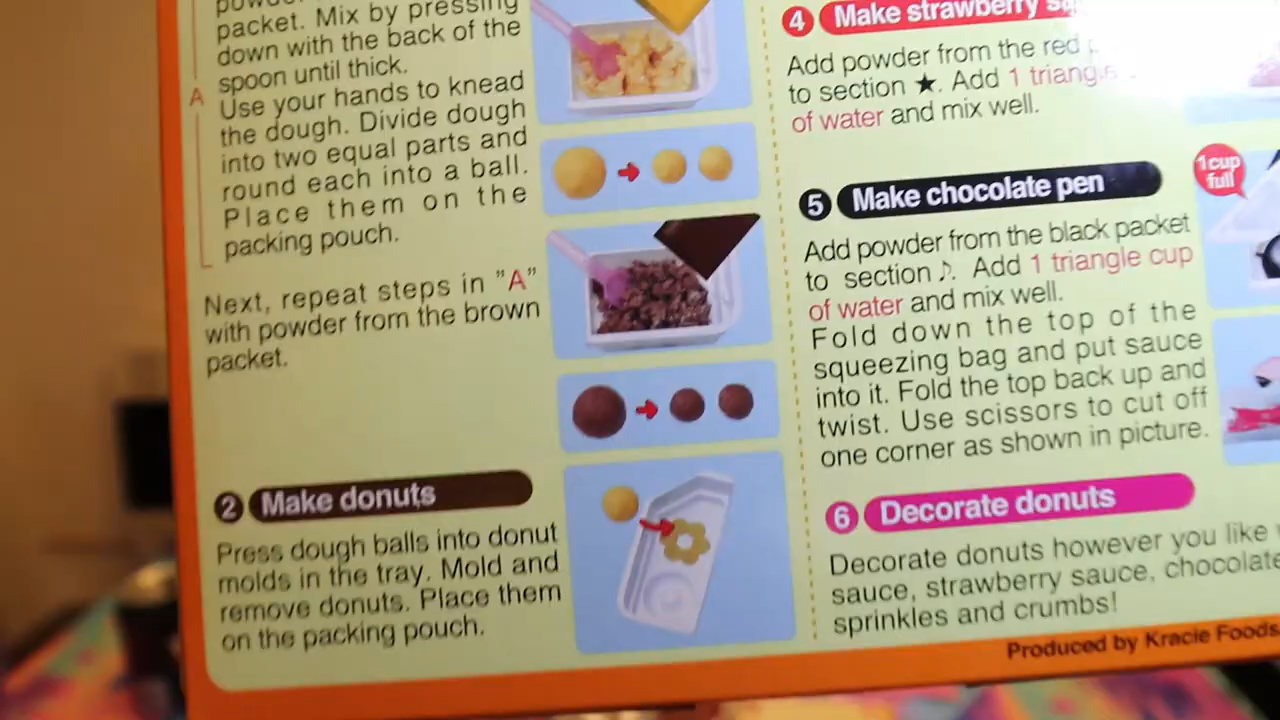 packet. Mix by pressing
down with the back of the
spoon until thick.
A
Use your hands to knead
the dough. Divide dough
into two equal parts and
round each into a ball.
Place them on the
packing pouch.
Next, repeat steps in "A"
with powder from the brown
packet.
2 Make donuts
Press dough balls into donut
molds in the tray. Mold and
remove donuts. Place them
on the packing pouch.
4 Make strawberry
Add powder from the red
to section ★. Add 1 triangle
of water and mix well.
1 cup
full
5 Make chocolate pen
Add powder from the black packet
to section ♪. Add 1 triangle cup
of water and mix well.
Fold down the top of the
squeezing bag and put sauce
into it. Fold the top back up and
twist. Use scissors to cut off
one corner as shown in picture.
6 Decorate donuts
Decorate donuts however you like
sauce, strawberry sauce, chocolate
sprinkles and crumbs!
Produced by Kracie Foods